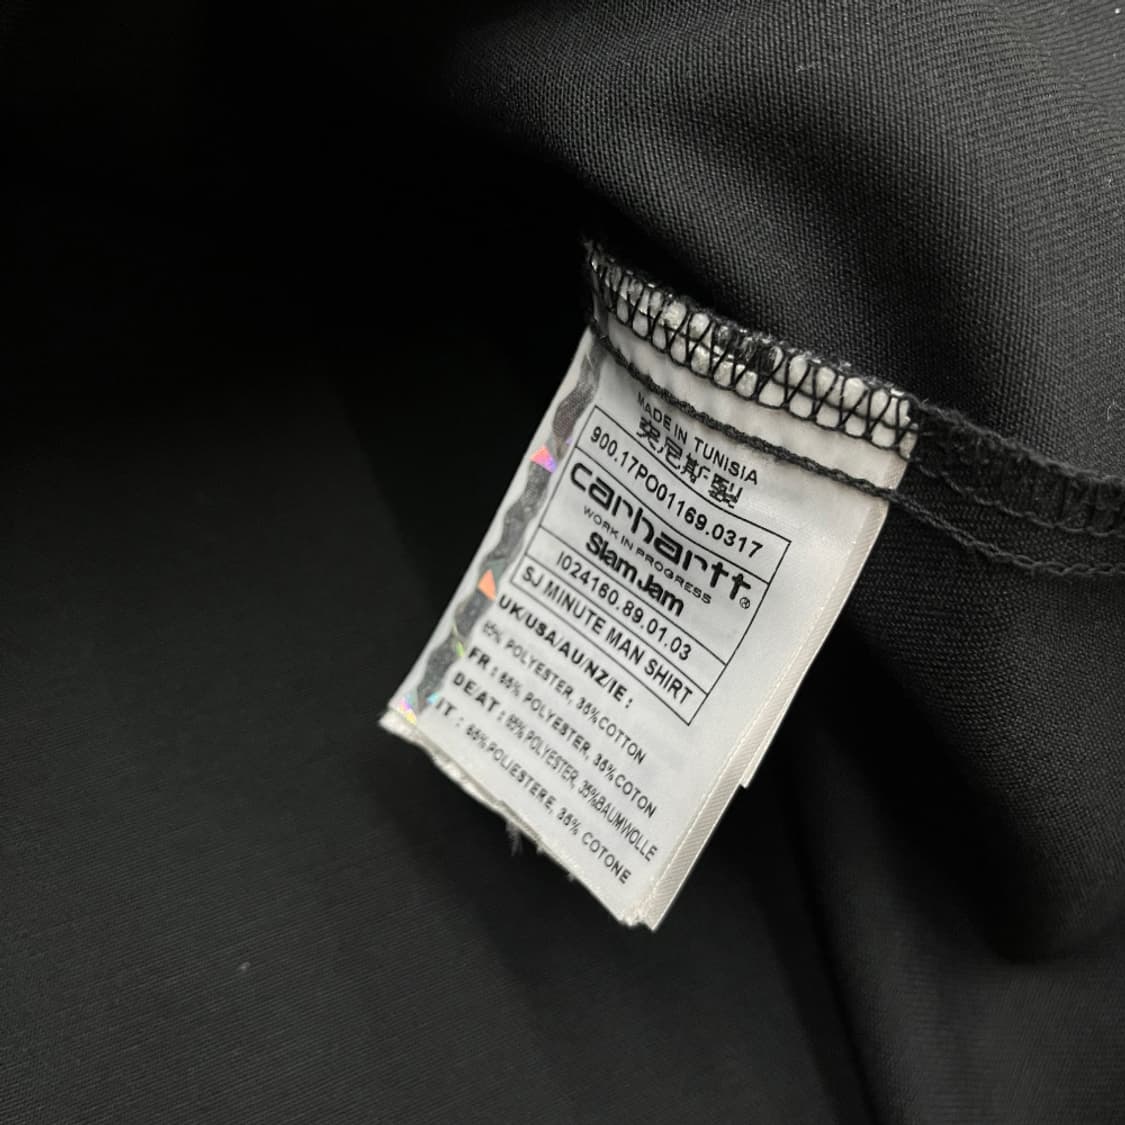 MADE IN TUNISIA
突尼斯製
900.17PO01169.0317
carhartt®
WORK IN PROGRESS
Slam Jam
I024160.89.01.03
SJ MINUTE MAN SHIRT
UK/USA/AU/NZ/IE:
65% POLYESTER, 35%COTTON
FR: 65% POLYESTER, 35%COTON
DEAT: 65%POLYESTER, 35%BAUMWOLLE
IT.: 65%POLIESTERE, 35% COTONE